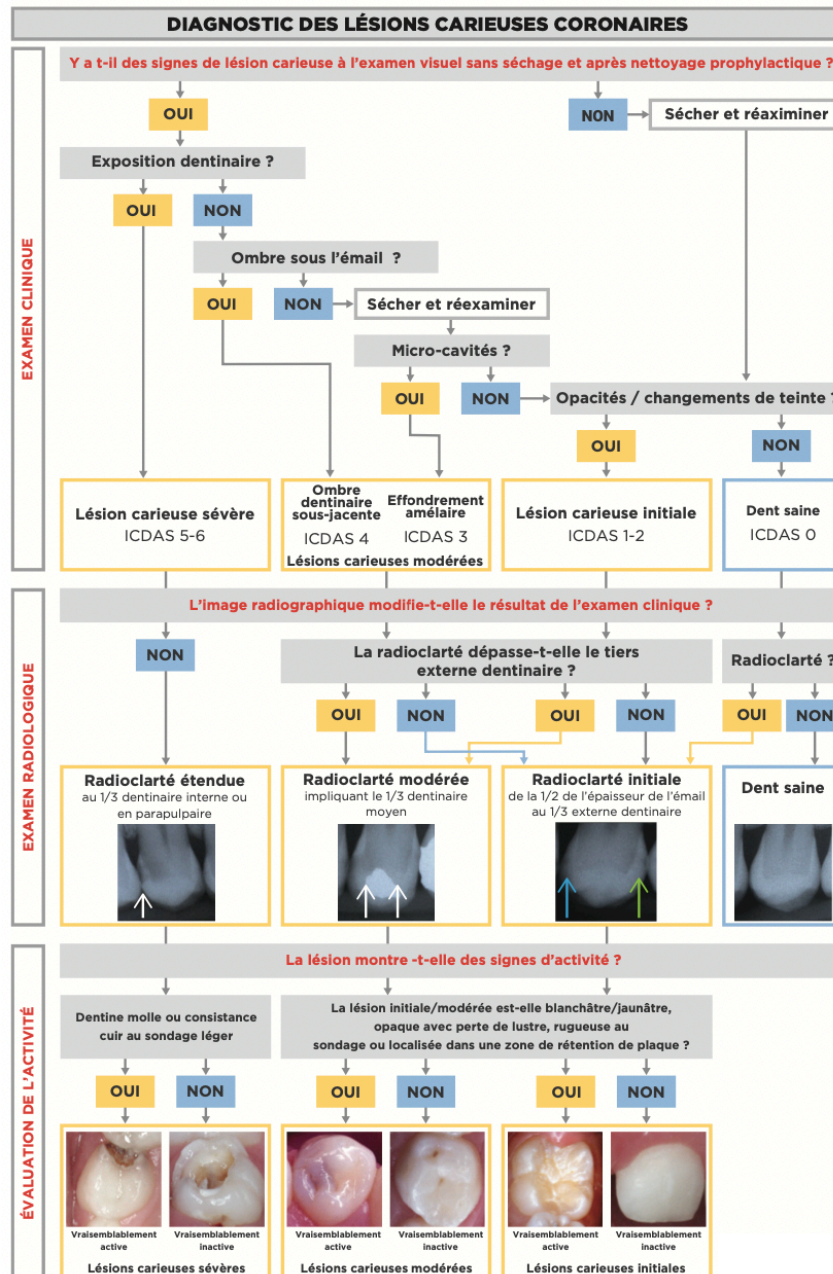 DIAGNOSTIC DES LÉSIONS CARIEUSES CORONAIRES
EXAMEN CLINIQUE
Y a t-il des signes de lésion carieuse à l'examen visuel sans séchage et après nettoyage prophylactique ?
OUI
NON
Sécher et réaximiner
Exposition dentinaire ?
OUI
NON
Ombre sous l'émail ?
OUI
NON
Sécher et réexaminer
Micro-cavités ?
OUI
NON
Opacités / changements de teinte ?
OUI
NON
Lésion carieuse sévère
ICDAS 5-6
Ombre
dentinaire
sous-jacente
ICDAS 4
Effondrement
amélaire
ICDAS 3
Lésions carieuses modérées
Lésion carieuse initiale
ICDAS 1-2
Dent saine
ICDAS 0
EXAMEN RADIOLOGIQUE
L'image radiographique modifie-t-elle le résultat de l'examen clinique ?
NON
La radioclarté dépasse-t-elle le tiers
externe dentinaire ?
Radioclarté ?
OUI
NON
OUI
NON
OUI
NON
Radioclarté étendue
au 1/3 dentinaire interne ou
en parapulpaire
Radioclarté modérée
impliquant le 1/3 dentinaire
moyen
Radioclarté initiale
de la 1/2 de l'épaisseur de l'émail
au 1/3 externe dentinaire
Dent saine
ÉVALUATION DE L'ACTIVITÉ
La lésion montre -t-elle des signes d'activité ?
Dentine molle ou consistance
cuir au sondage léger
La lésion initiale/modérée est-elle blanchâtre/jaunâtre,
opaque avec perte de lustre, rugueuse au
sondage ou localisée dans une zone de rétention de plaque ?
OUI
NON
OUI
NON
OUI
NON
Vraisemblablement
active
Vraisemblablement
inactive
Lésions carieuses sévères
Vraisemblablement
active
Vraisemblablement
inactive
Lésions carieuses modérées
Vraisemblablement
active
Vraisemblablement
inactive
Lésions carieuses initiales